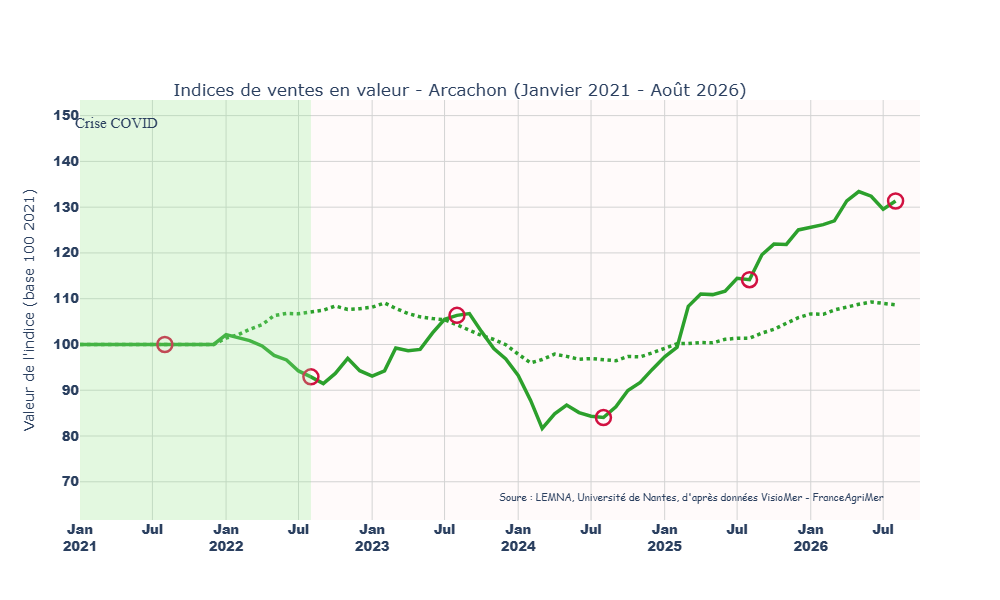 Indices de ventes en valeur - Arcachon (Janvier 2021 - Août 2026)
Crise COVID
Valeur de l'indice (base 100 2021)
150
140
130
120
110
100
90
80
70
Soure : LEMNA, Université de Nantes, d'après données VisioMer - FranceAgriMer
Jan Jul Jan Jul Jan Jul Jan Jul Jan Jul Jan Jul
2021 2022 2023 2024 2025 2026